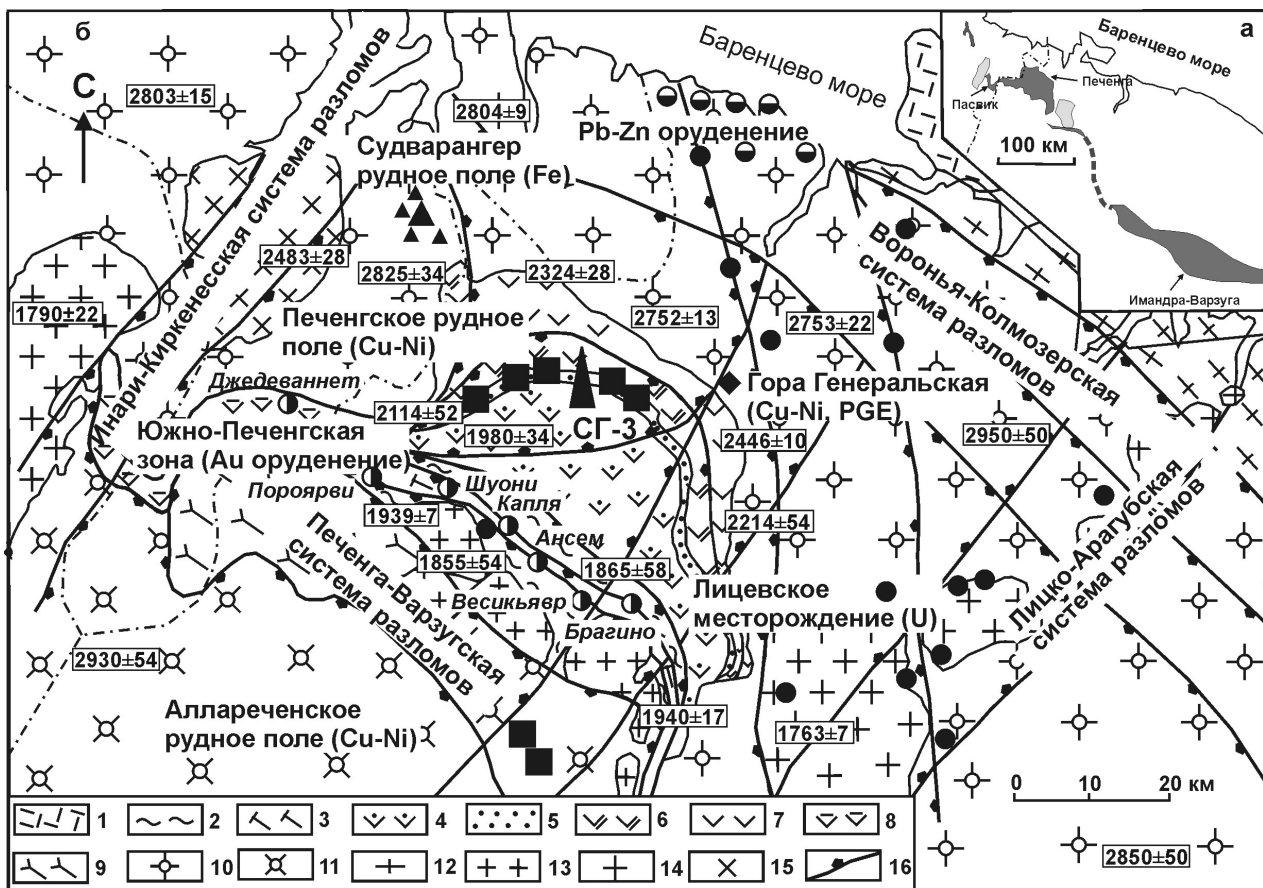 б
а
С
Баренцево море
Баренцево море
Печенга
Пасвик
100 км
Имандра-Варзуга
2803±15
2804±9
Инари-Киркенесская система разломов
Судварангер
рудное поле (Fe)
Pb-Zn оруденение
2483±28
2825±34
2324±28
1790±22
2752±13
2753±22
Воронья-Колмозерская
система разломов
Печенгское рудное
поле (Cu-Ni)
Джедеваннет
2114±52
1980±34
СГ-3
Гора Генеральская
(Cu-Ni, PGE)
2446±10
2950±50
Южно-Печенгская
зона (Au оруденение)
Пороярви
Шуони
Капля
1939±7
Ансем
2214±54
1855±54
1865±58
Печенга-Варзугская
система разломов
Весикьявр
Брагино
Лицевское
месторождение (U)
Лицко-Арагубская
система разломов
2930±54
Аллареченское
рудное поле (Cu-Ni)
1940±17
1763±7
0 10 20 км
2850±50
1 2 3 4 5 6 7 8
9 10 11 12 13 14 15 16